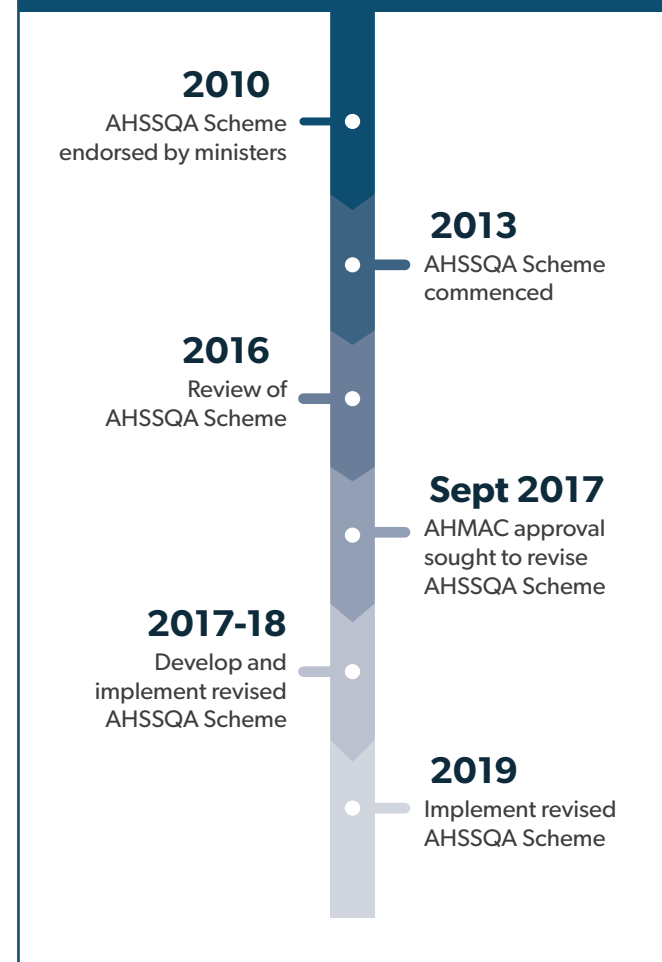 2010
AHSSQA Scheme
endorsed by ministers
2013
AHSSQA Scheme
commenced
2016
Review of
AHSSQA Scheme
Sept 2017
AHMAC approval
sought to revise
AHSSQA Scheme
2017-18
Develop and
implement revised
AHSSQA Scheme
2019
Implement revised
AHSSQA Scheme